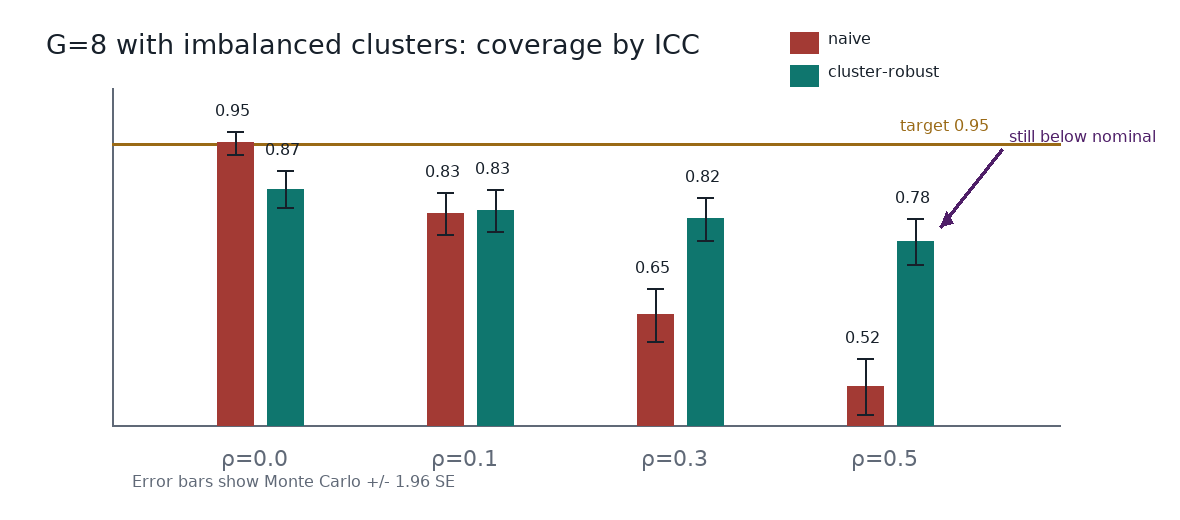 G=8 with imbalanced clusters: coverage by ICC
naive
cluster-robust
target 0.95
still below nominal
0.95
0.87
0.83
0.83
0.65
0.82
0.52
0.78
ρ=0.0
ρ=0.1
ρ=0.3
ρ=0.5
Error bars show Monte Carlo +/- 1.96 SE